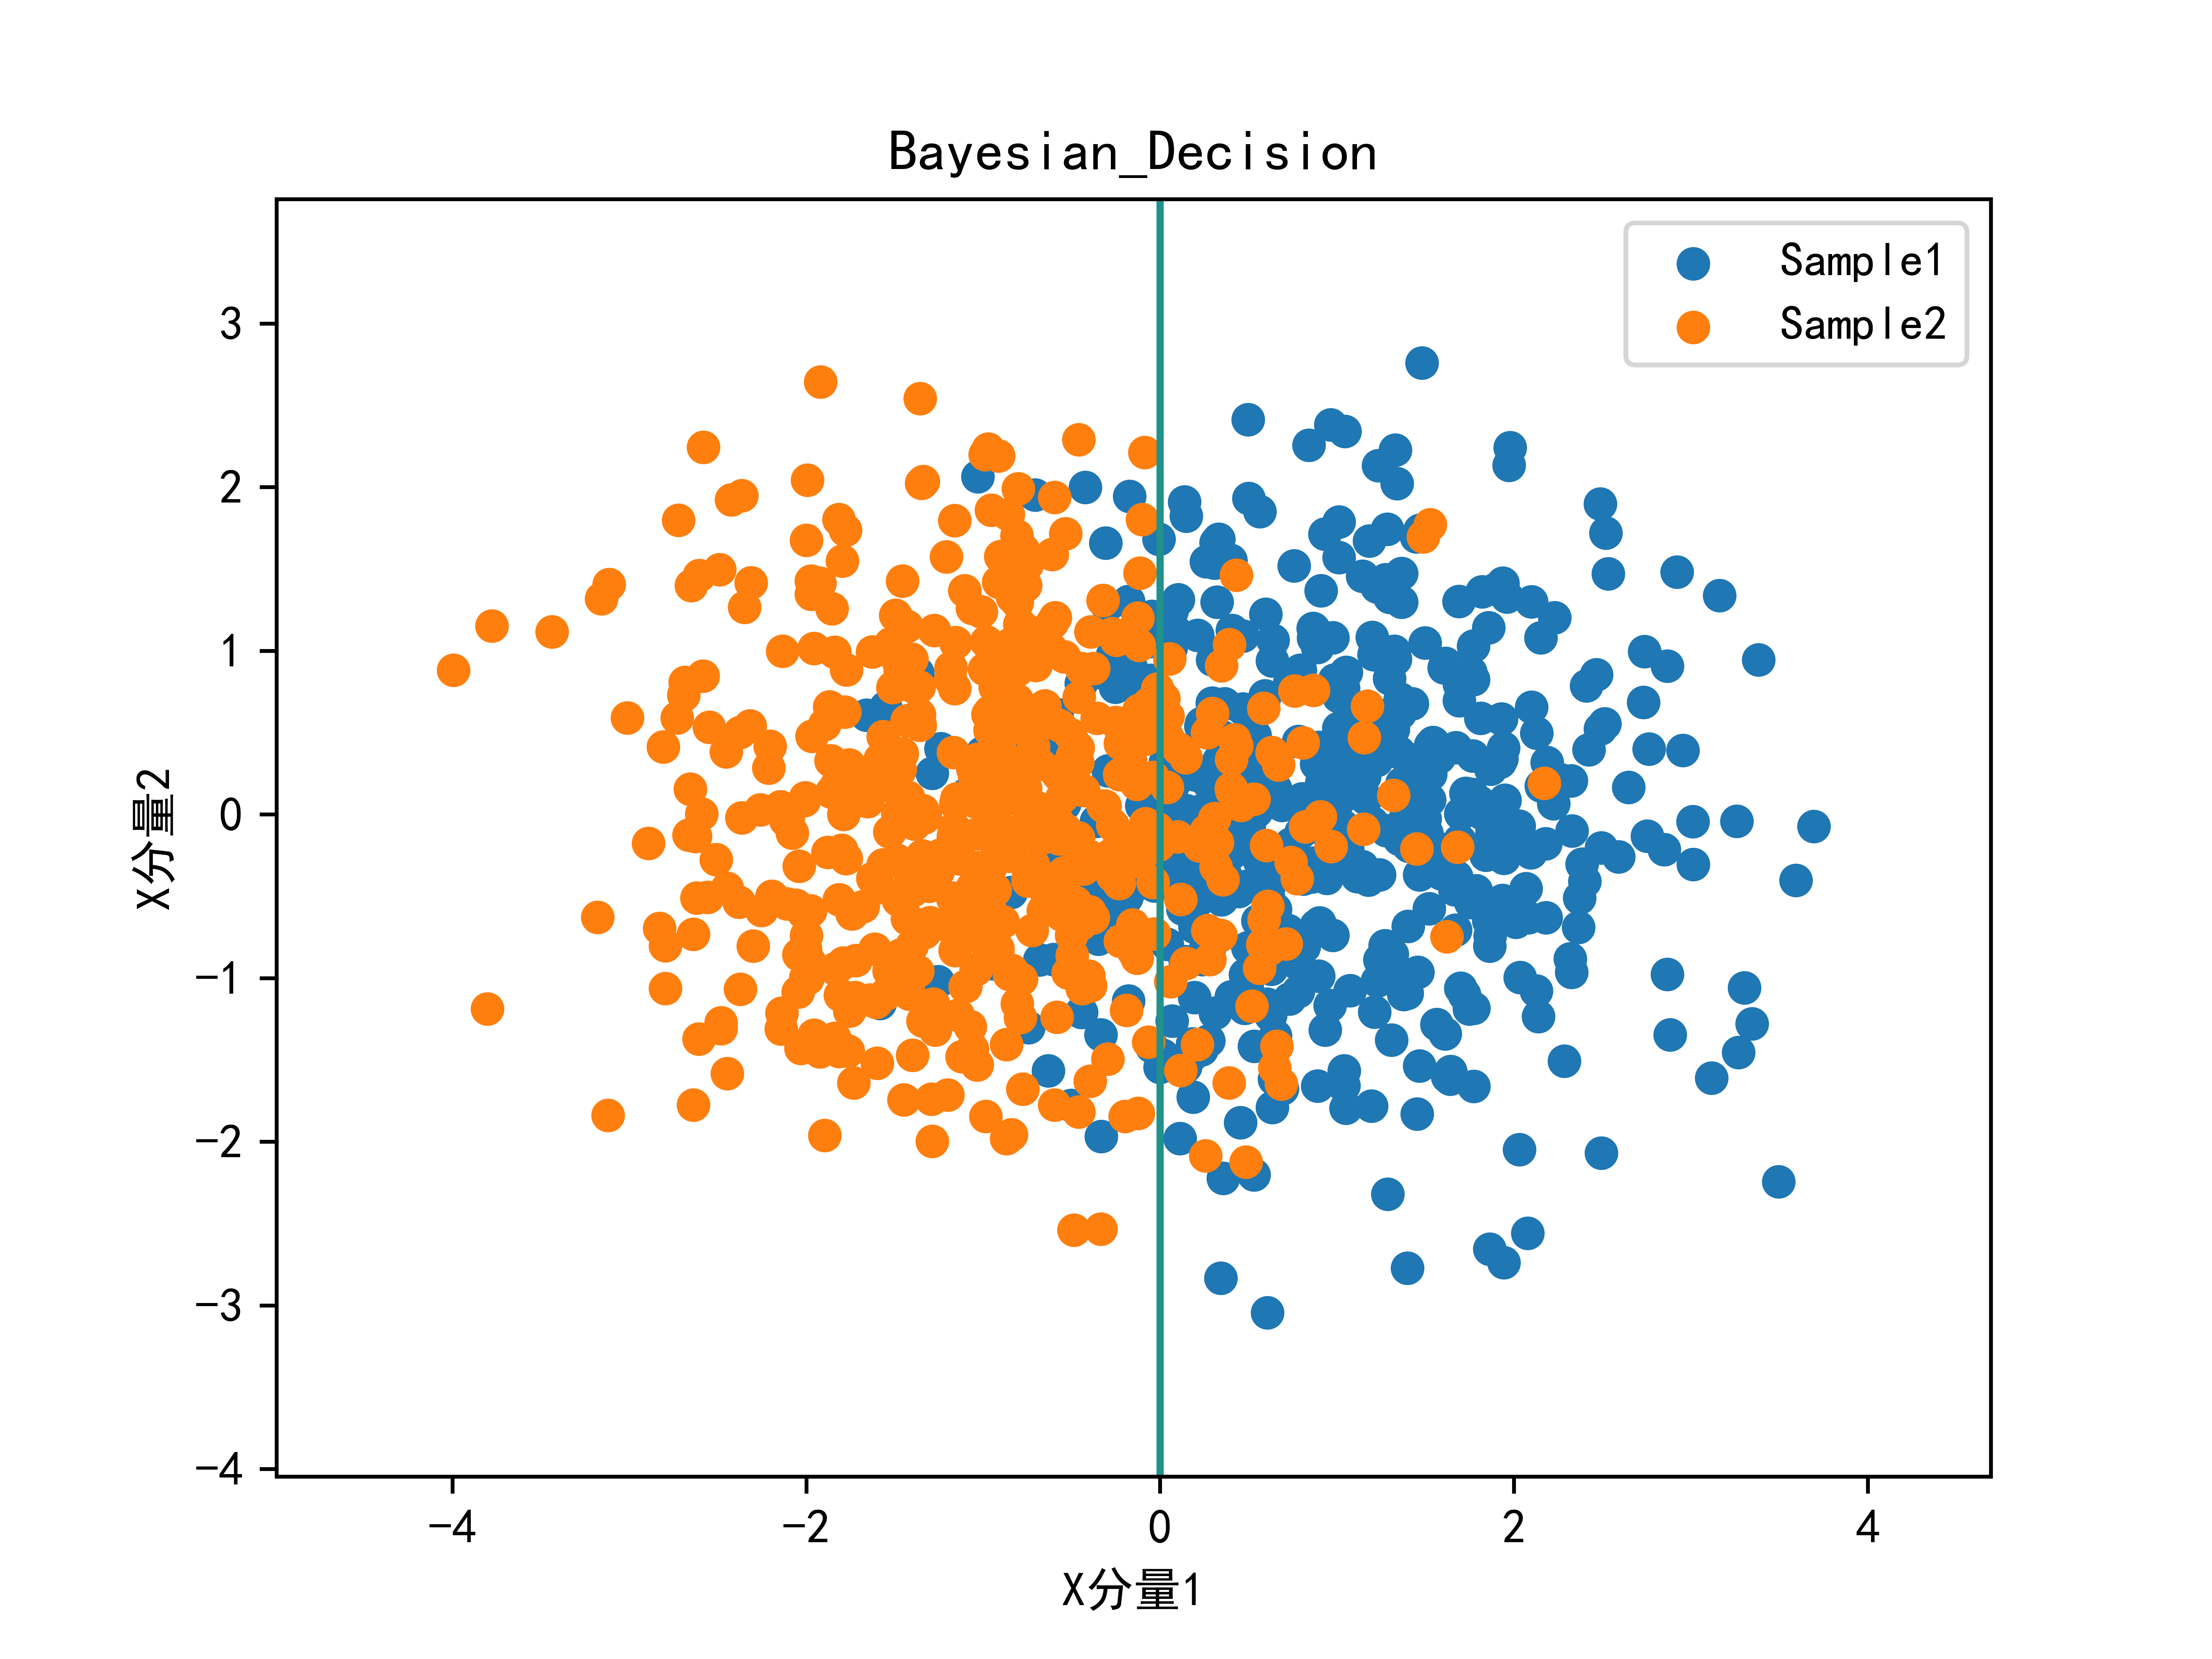 Bayesian_Decision
Sample1
Sample2
3
2
1
0
−1
−2
−3
−4
X分量2
−4
−2
0
2
4
X分量1